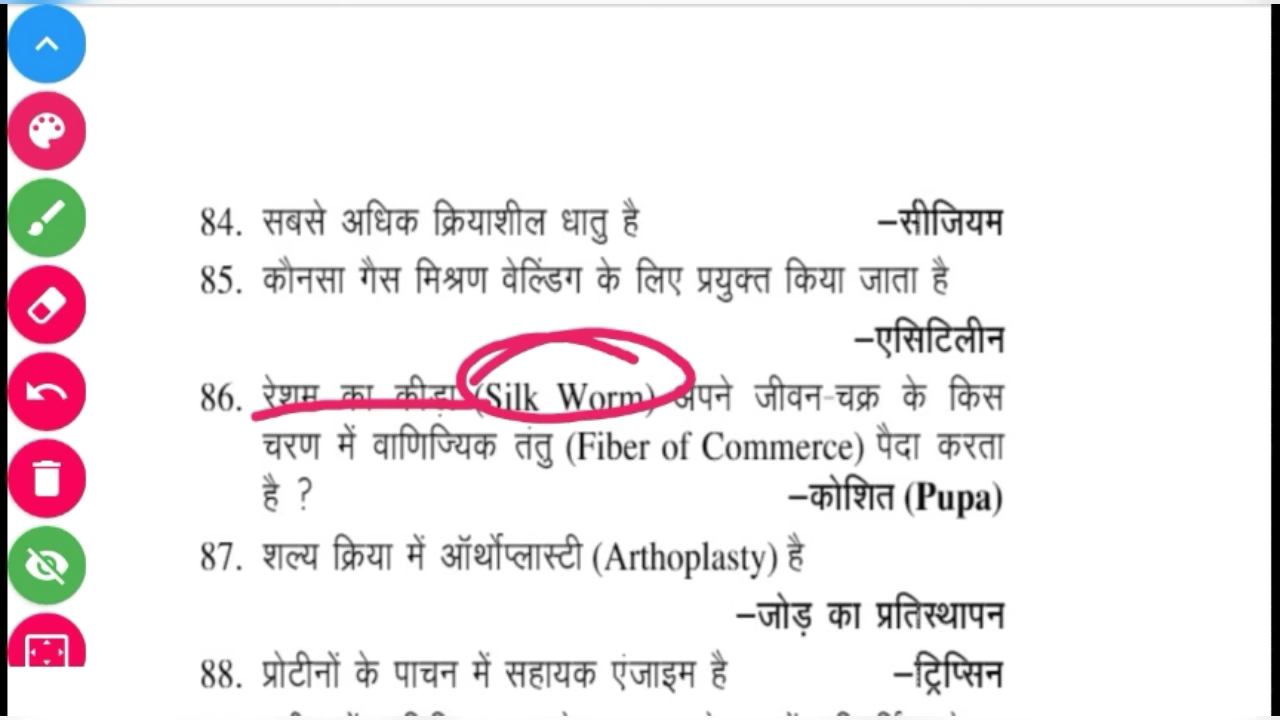 84. सबसे अधिक क्रियाशील धातु है –सीजियम
85. कौनसा गैस मिश्रण वेल्डिंग के लिए प्रयुक्त किया जाता है
–एसिटिलीन
86. रेशम का कीड़ा (Silk Worm) अपने जीवन-चक्र के किस
चरण में वाणिज्यिक तंतु (Fiber of Commerce) पैदा करता
है ? –कोशित (Pupa)
87. शल्य क्रिया में ऑर्थोप्लास्टी (Arthoplasty) है
–जोड़ का प्रतिस्थापन
88. प्रोटीनों के पाचन में सहायक एंजाइम है –ट्रिप्सिन